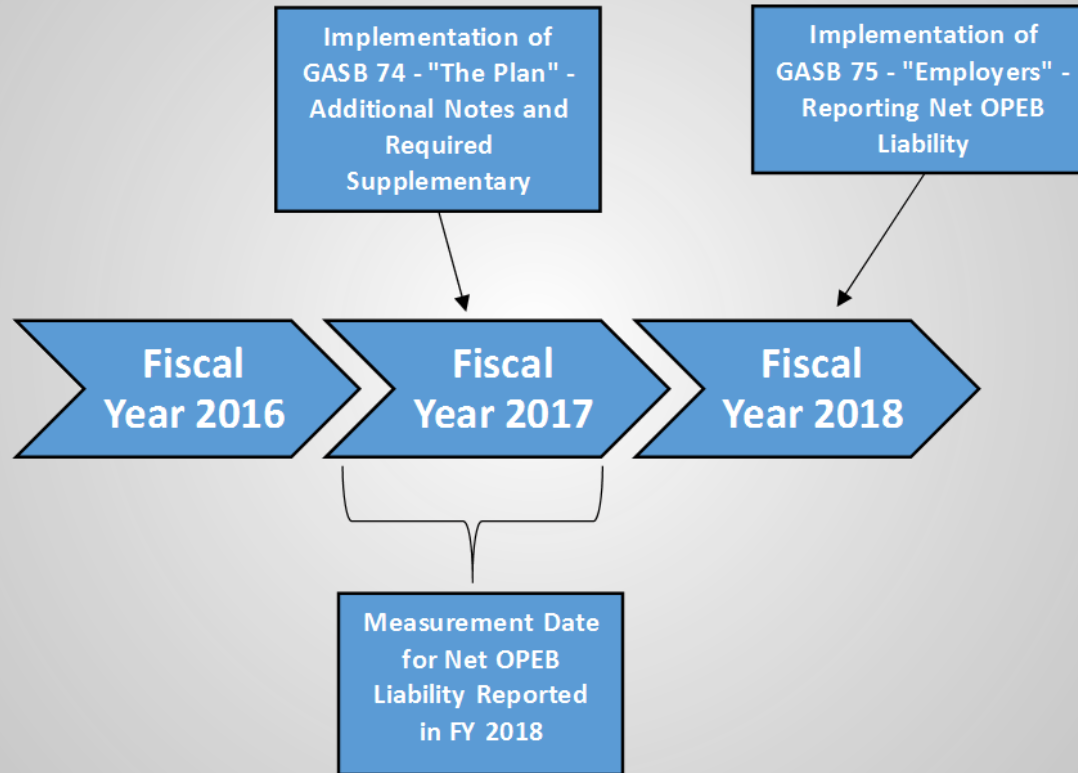 Implementation of
GASB 74 - "The Plan" -
Additional Notes and
Required
Supplementary
Implementation of
GASB 75 - "Employers" -
Reporting Net OPEB
Liability
Fiscal
Year 2016
Fiscal
Year 2017
Fiscal
Year 2018
Measurement Date
for Net OPEB
Liability Reported
in FY 2018